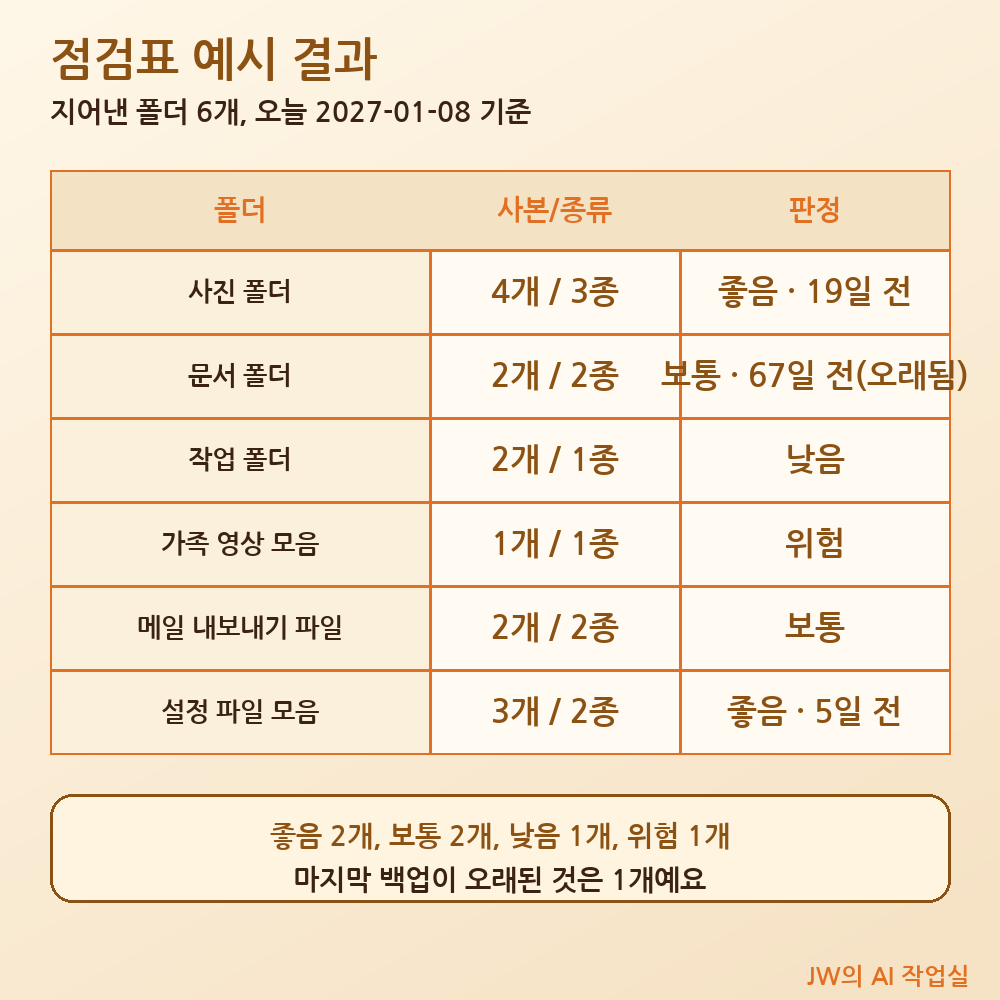 점검표 예시 결과
지어낸 폴더 6개, 오늘 2027-01-08 기준
폴더 사본/종류 판정
사진 폴더 4개 / 3종 좋음 · 19일 전
문서 폴더 2개 / 2종 보통 · 67일 전(오래됨)
작업 폴더 2개 / 1종 낮음
가족 영상 모음 1개 / 1종 위험
메일 내보내기 파일 2개 / 2종 보통
설정 파일 모음 3개 / 2종 좋음 · 5일 전
좋음 2개, 보통 2개, 낮음 1개, 위험 1개
마지막 백업이 오래된 것은 1개예요
JW의 AI 작업실